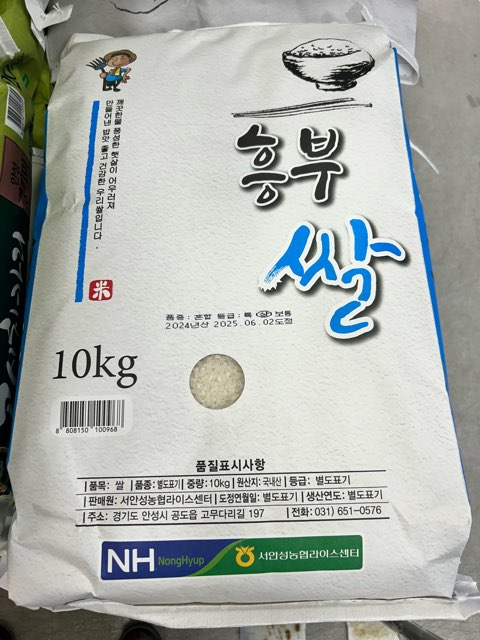 깨끗한물 풍성한 햇살이 어우러져
만들어낸 밥맛 좋고 건강한 우리쌀입니다.
米
흥부
쌀
품종 : 혼합 등급 : 특 상 보통
2024년산 2025.06.02도정
10kg
8 808150 100968
품질표시사항
품목: 쌀 | 품종: 별도표기 | 중량: 10kg | 원산지: 국내산 | 등급: 별도표기
판매원: 서안성농협라이스센터 | 도정연월일: 별도표기 | 생산연도: 별도표기
주소: 경기도 안성시 공도읍 고무다리길 197 | 전화: 031) 651-0576
NH NongHyup 서안성농협라이스센터